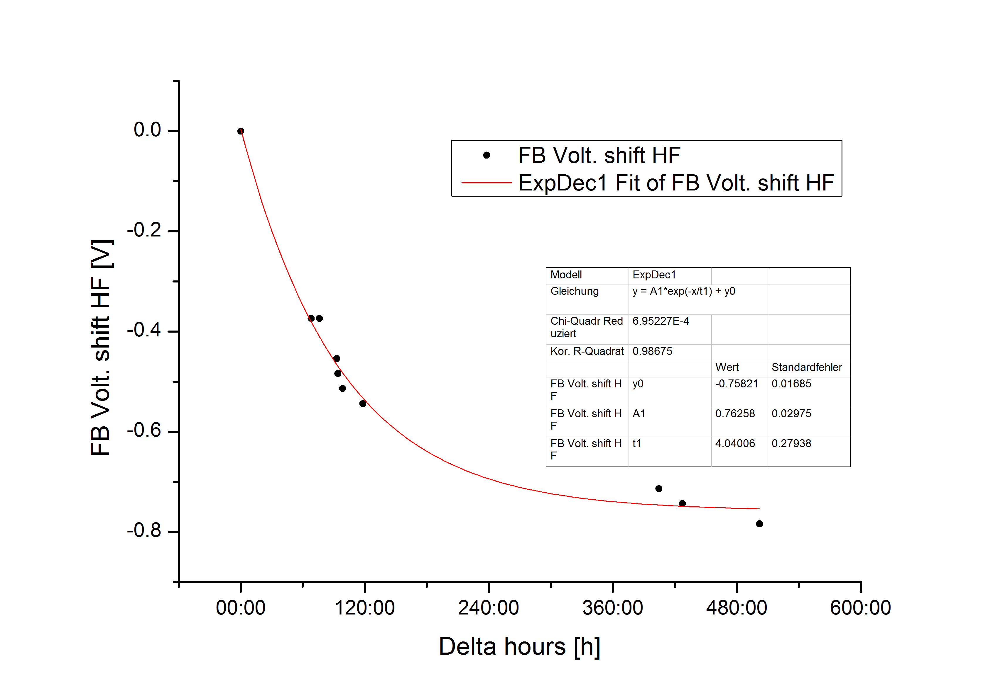 0.0
-0.2
-0.4
-0.6
-0.8
FB Volt. shift HF [V]
FB Volt. shift HF
ExpDec1 Fit of FB Volt. shift HF
Modell ExpDec1
Gleichung y = A1*exp(-x/t1) + y0
Chi-Quadr Red 6.95227E-4
uziert
Kor. R-Quadrat 0.98675
Wert Standardfehler
FB Volt. shift H y0 -0.75821 0.01685
F
FB Volt. shift H A1 0.76258 0.02975
F
FB Volt. shift H t1 4.04006 0.27938
F
00:00 120:00 240:00 360:00 480:00 600:00
Delta hours [h]